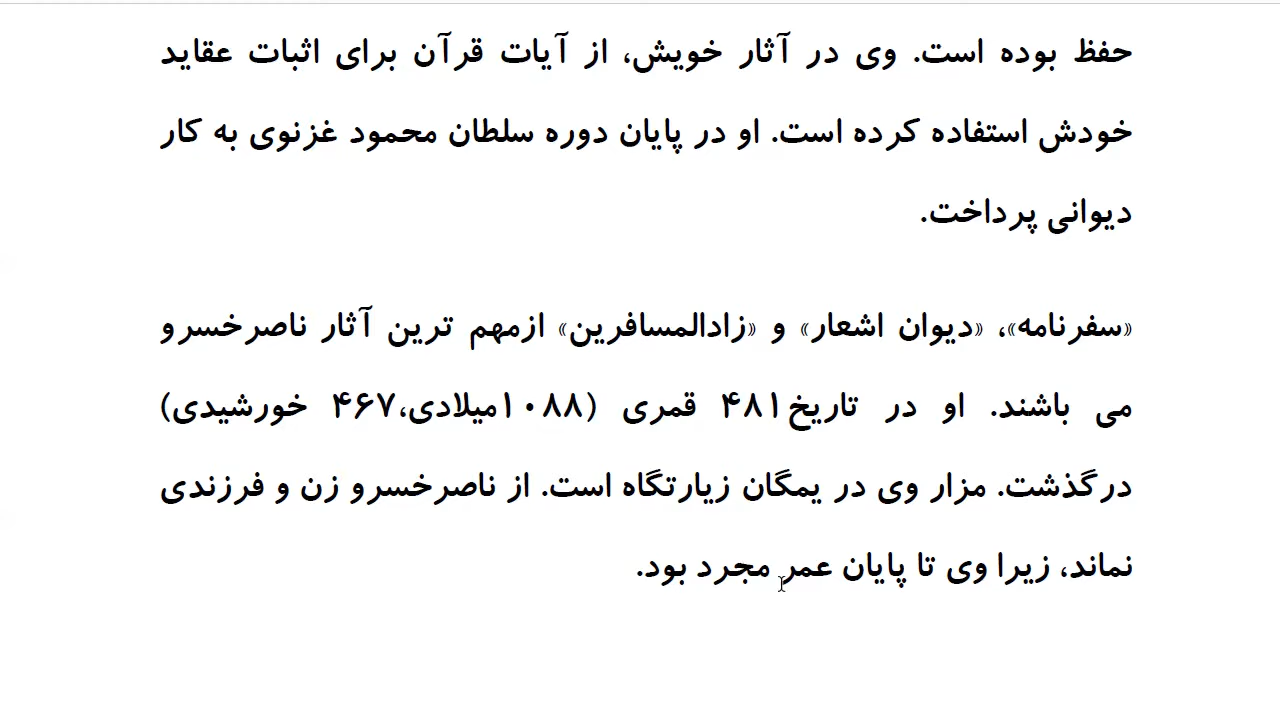 حفظ بوده است. وی در آثار خویش، از آیات قرآن برای اثبات عقاید
خودش استفاده کرده است. او در پایان دوره سلطان محمود غزنوی به کار
دیوانی پرداخت.
«سفرنامه»، «دیوان اشعار» و «زادالمسافرین» ازمهم ترین آثار ناصرخسرو
می باشند. او در تاریخ۴۸۱ قمری (۱۰۸۸میلادی،۴۶۷ خورشیدی)
درگذشت. مزار وی در یمگان زیارتگاه است. از ناصرخسرو زن و فرزندی
نماند، زیرا وی تا پایان عمر مجرد بود.